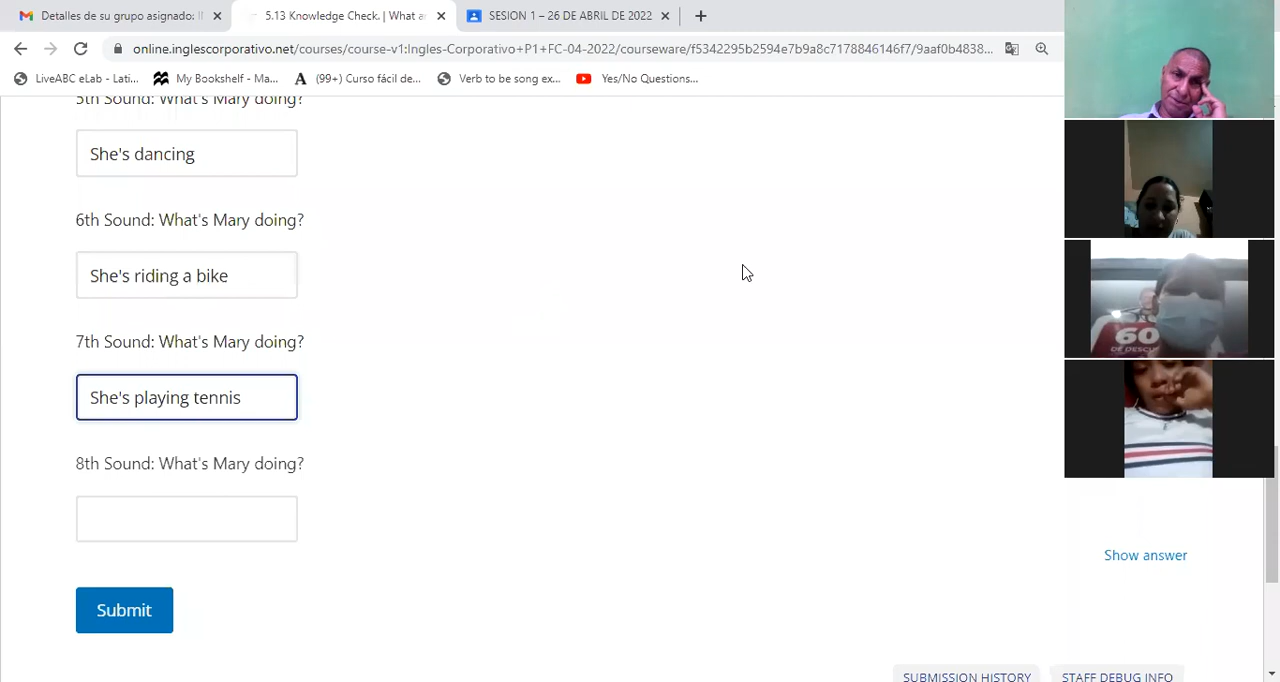 Detalles de su grupo asignado: I
5.13 Knowledge Check. | What a
SESION 1 – 26 DE ABRIL DE 2022
online.inglescorporativo.net/courses/course-v1:Ingles-Corporativo+P1+FC-04-2022/courseware/f5342295b2594e7b9a8c7178846146f7/9aaf0b4838...
LiveABC eLab - Lati...
My Bookshelf - Ma...
(99+) Curso fácil de...
Verb to be song ex...
Yes/No Questions...
5th Sound: What's Mary doing?
She's dancing
6th Sound: What's Mary doing?
She's riding a bike
7th Sound: What's Mary doing?
She's playing tennis
8th Sound: What's Mary doing?
Show answer
Submit
SUBMISSION HISTORY
STAFF DEBUG INFO
60